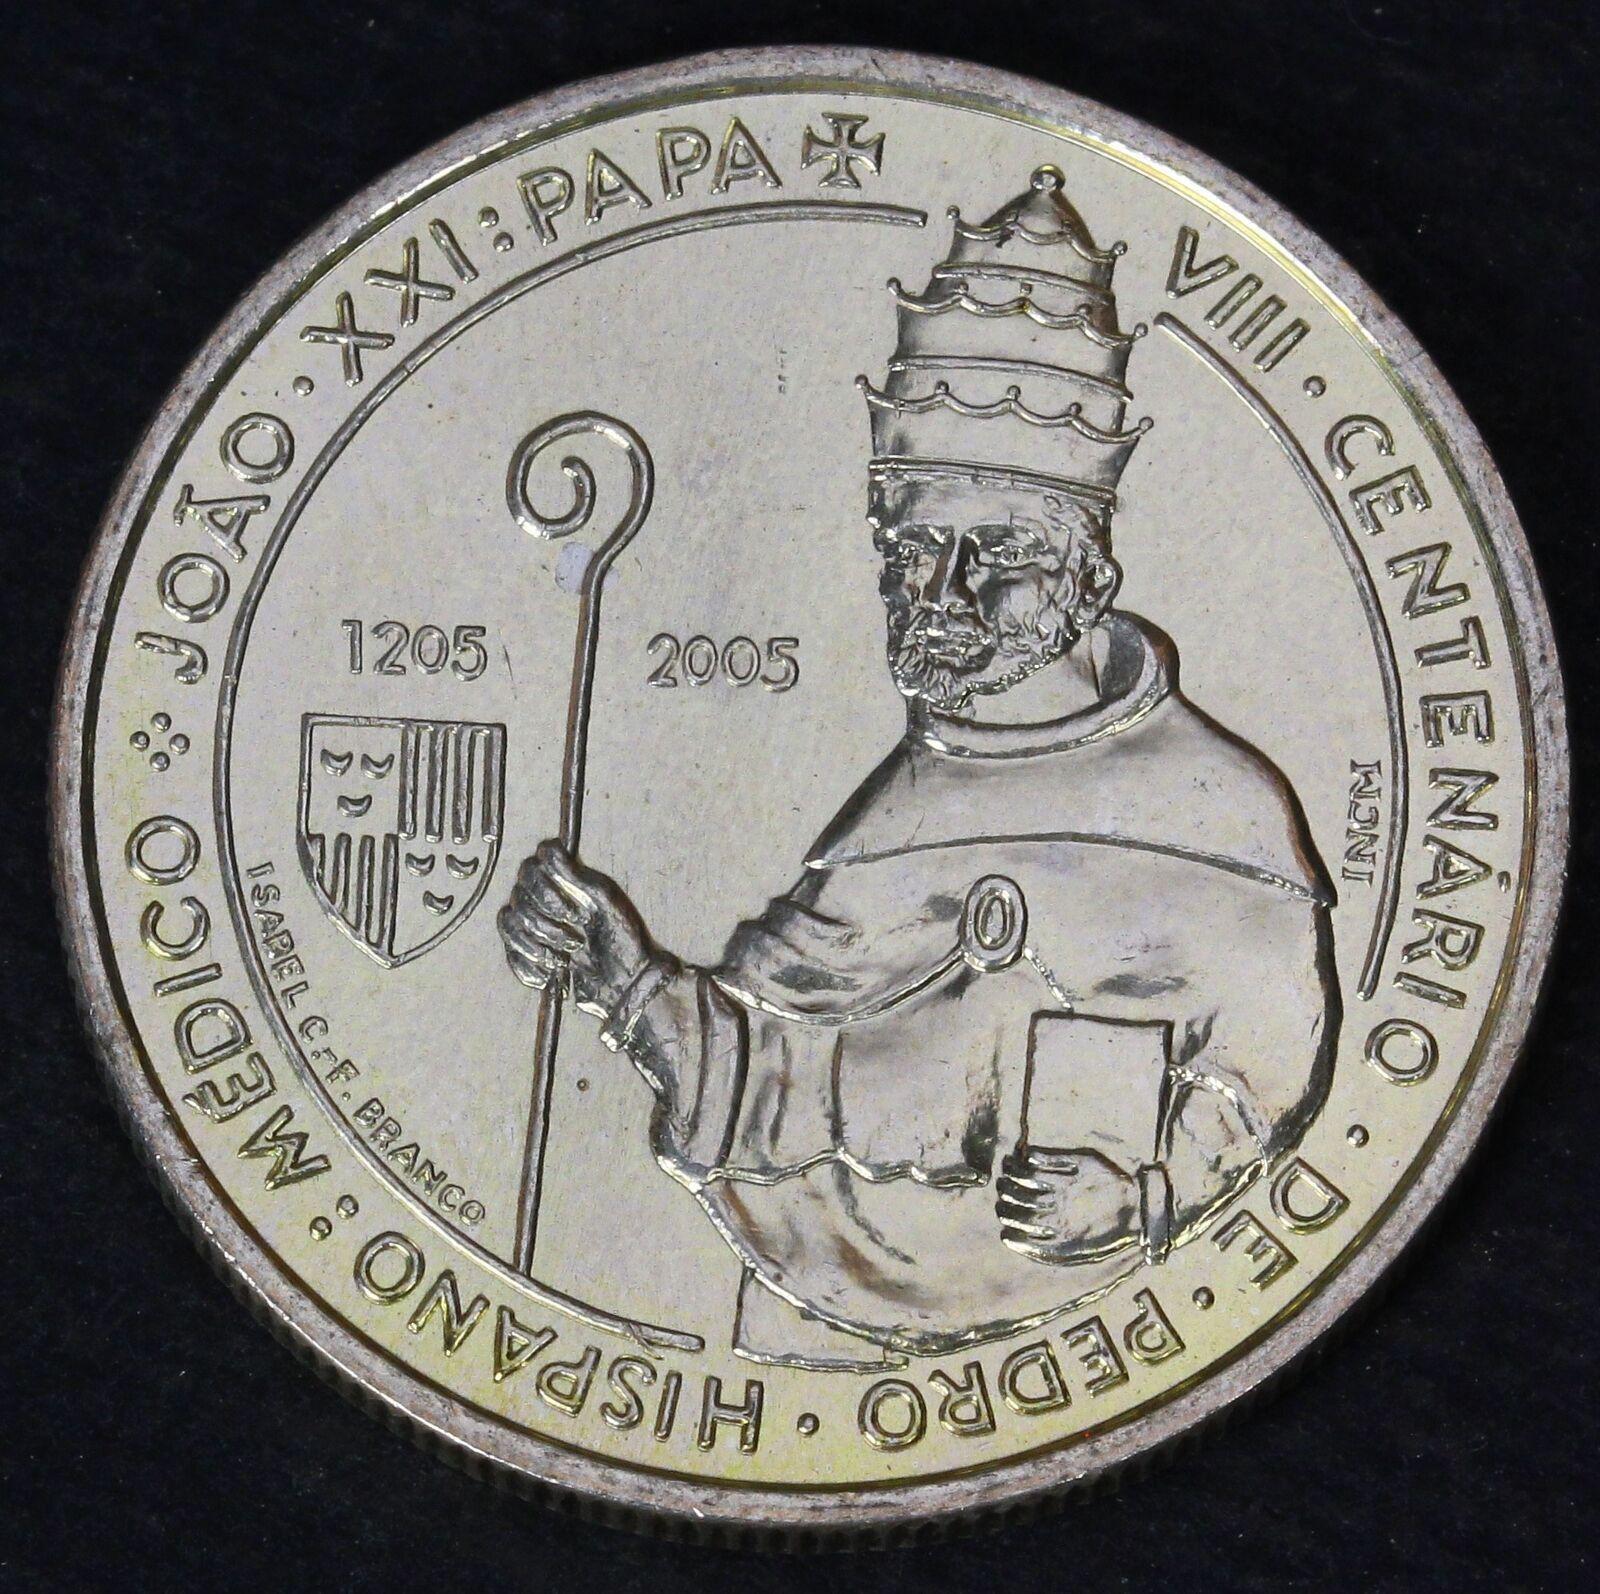 VIII · CENTENÁRIO · DE · PEDRO · HISPANO : MÉDICO
JOÃO · XXI : PAPA
1205 2005
INCM
ISABEL C. F. BRANCO